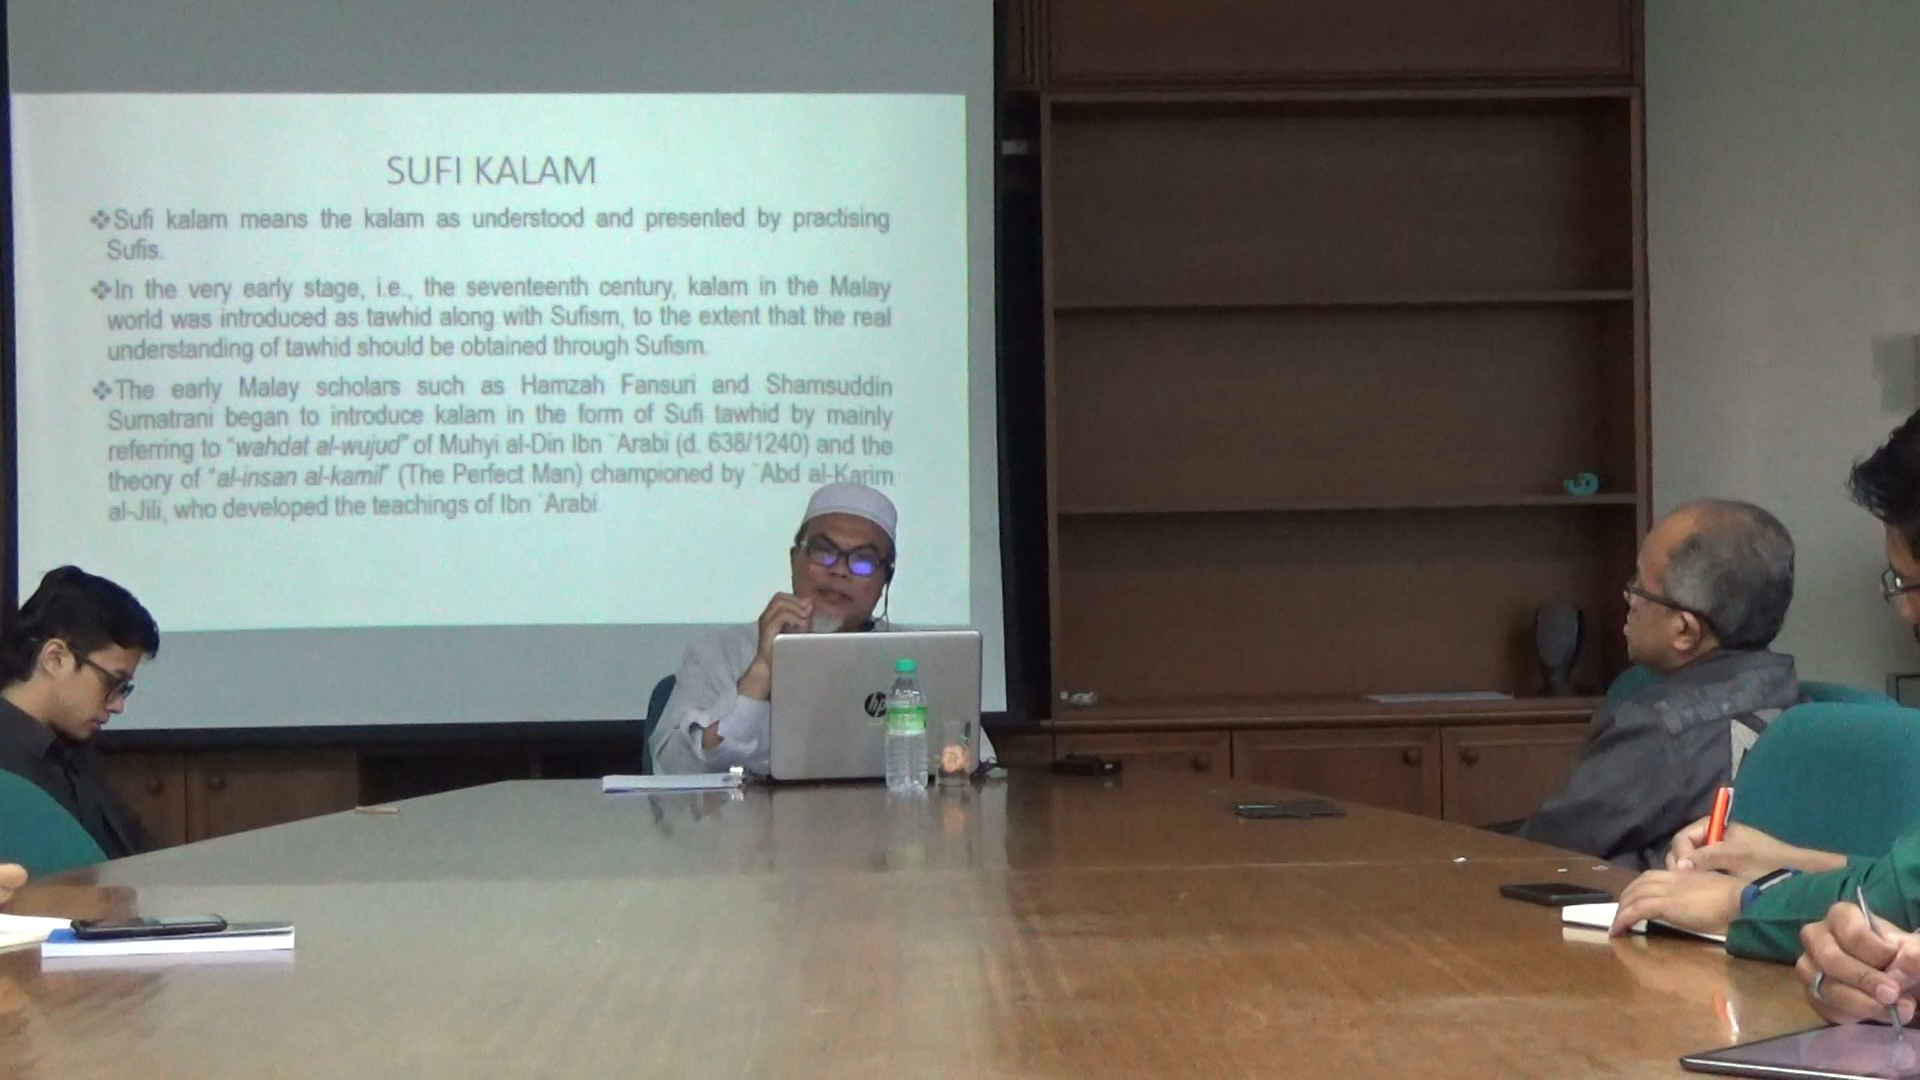 SUFI KALAM
❖Sufi kalam means the kalam as understood and presented by practising
Sufis.
❖In the very early stage, i.e., the seventeenth century, kalam in the Malay
world was introduced as tawhid along with Sufism, to the extent that the real
understanding of tawhid should be obtained through Sufism.
❖The early Malay scholars such as Hamzah Fansuri and Shamsuddin
Sumatrani began to introduce kalam in the form of Sufi tawhid by mainly
referring to "wahdat al-wujud" of Muhyi al-Din Ibn `Arabi (d. 638/1240) and the
theory of "al-insan al-kamil" (The Perfect Man) championed by `Abd al-Karim
al-Jili, who developed the teachings of Ibn `Arabi.
hp